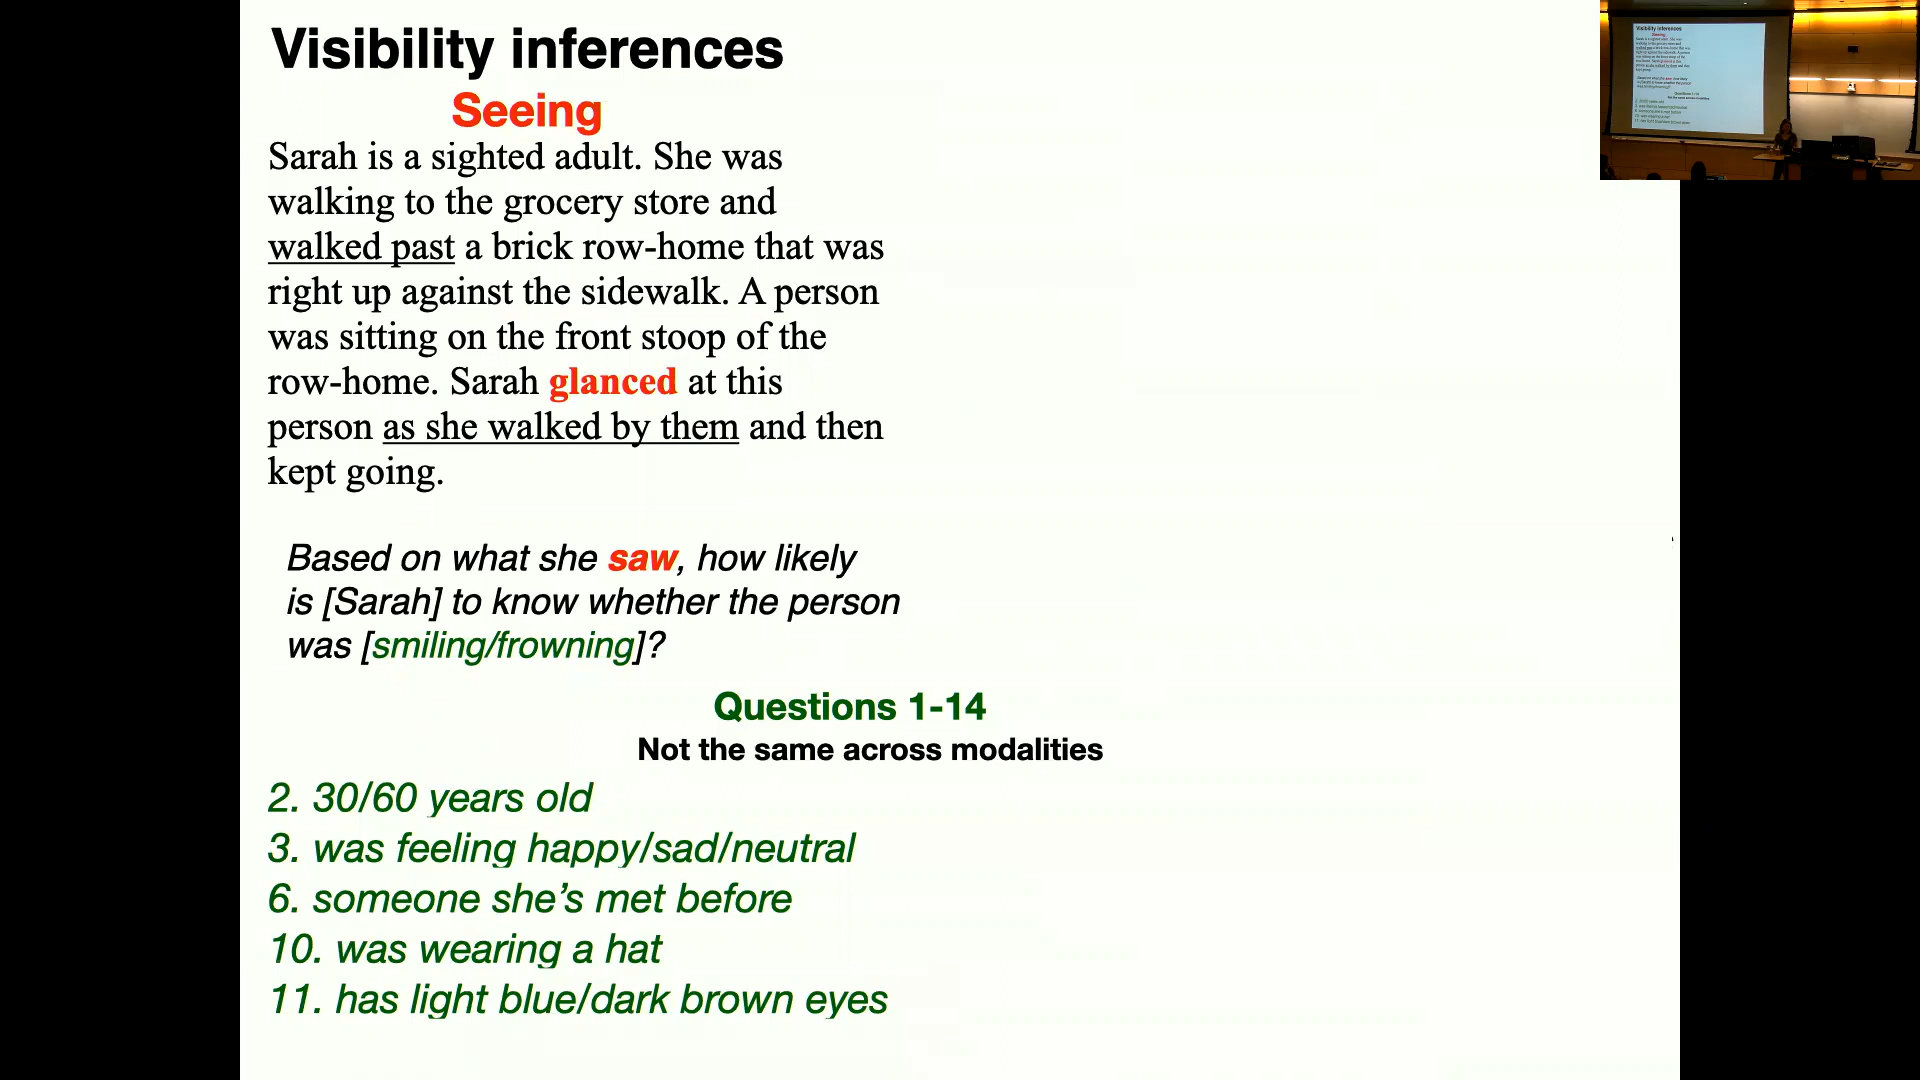 Visibility inferences
Seeing
Sarah is a sighted adult. She was
walking to the grocery store and
walked past a brick row-home that was
right up against the sidewalk. A person
was sitting on the front stoop of the
row-home. Sarah glanced at this
person as she walked by them and then
kept going.
Based on what she saw, how likely
is [Sarah] to know whether the person
was [smiling/frowning]?
Questions 1-14
Not the same across modalities
2. 30/60 years old
3. was feeling happy/sad/neutral
6. someone she’s met before
10. was wearing a hat
11. has light blue/dark brown eyes
Visibility inferences
Seeing